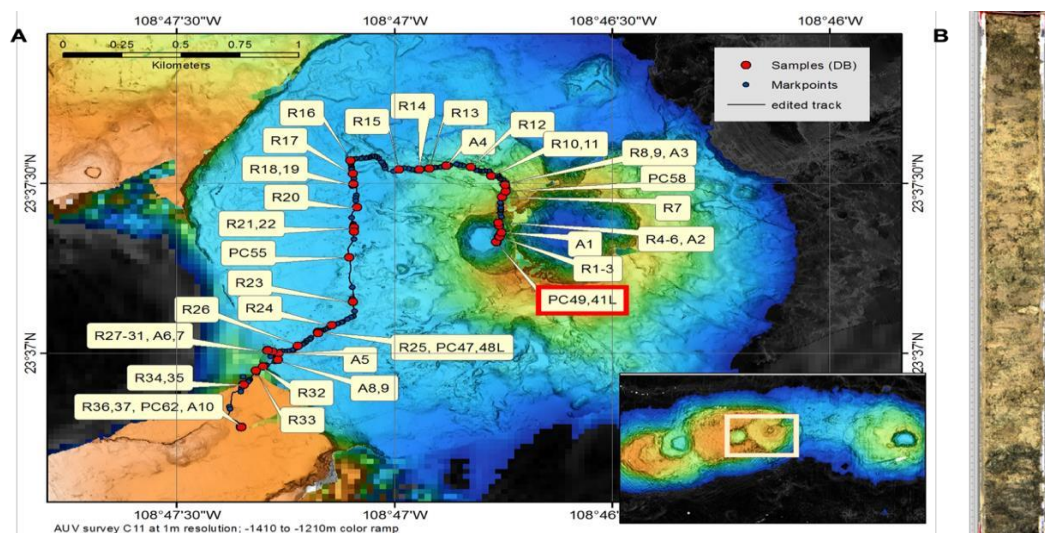 A
B
108°47'30"W
108°47'W
108°46'30"W
108°46'W
0 0.25 0.5 0.75 1
Kilometers
Samples (DB)
Markpoints
edited track
R16
R15
R14
R13
A4
R12
R17
R10,11
R8,9, A3
R18,19
PC58
R20
R7
R21,22
R4-6, A2
A1
PC55
R1-3
R23
PC49,41L
R24
R26
R27-31, A6,7
R25, PC47,48L
A5
R34,35
A8,9
R32
R36,37, PC62, A10
R33
23°37'30"N
23°37'N
23°37'30"N
23°37'N
108°47'30"W
108°47'W
108°46'30"W
108°46'W
AUV survey C11 at 1m resolution; -1410 to -1210m color ramp